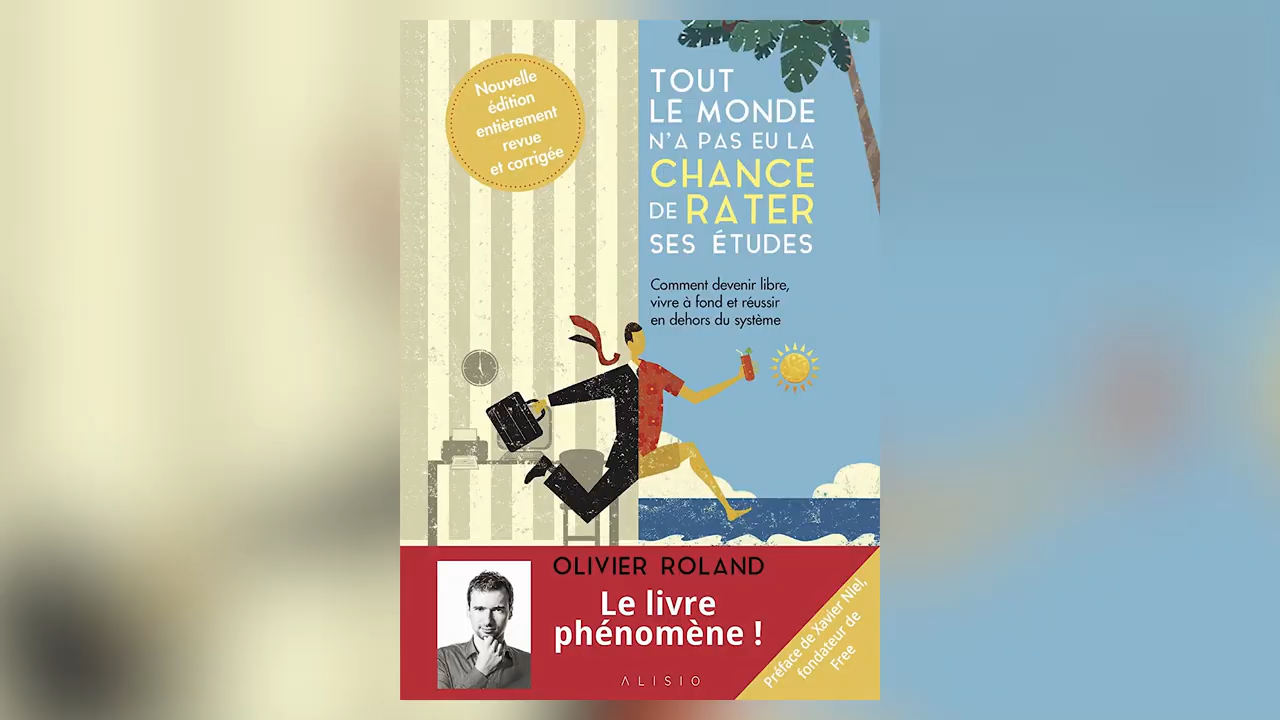 Nouvelle
édition
entièrement
revue
et corrigée
TOUT
LE MONDE
N'A PAS EU LA
CHANCE
DE RATER
SES ÉTUDES
Comment devenir libre,
vivre à fond et réussir
en dehors du système
OLIVIER ROLAND
Le livre
phénomène !
ALISIO
Préface de Xavier Niel,
fondateur de
Free